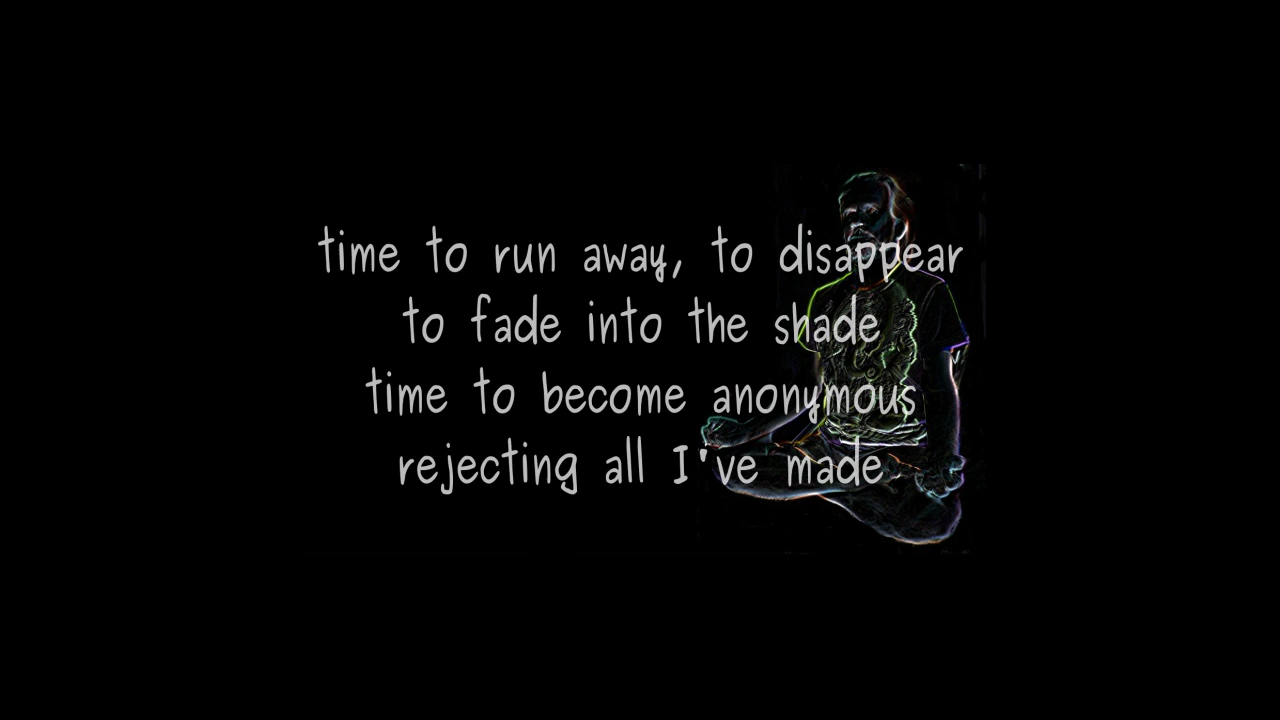 time to run away, to disappear
to fade into the shade
time to become anonymous
rejecting all I've made